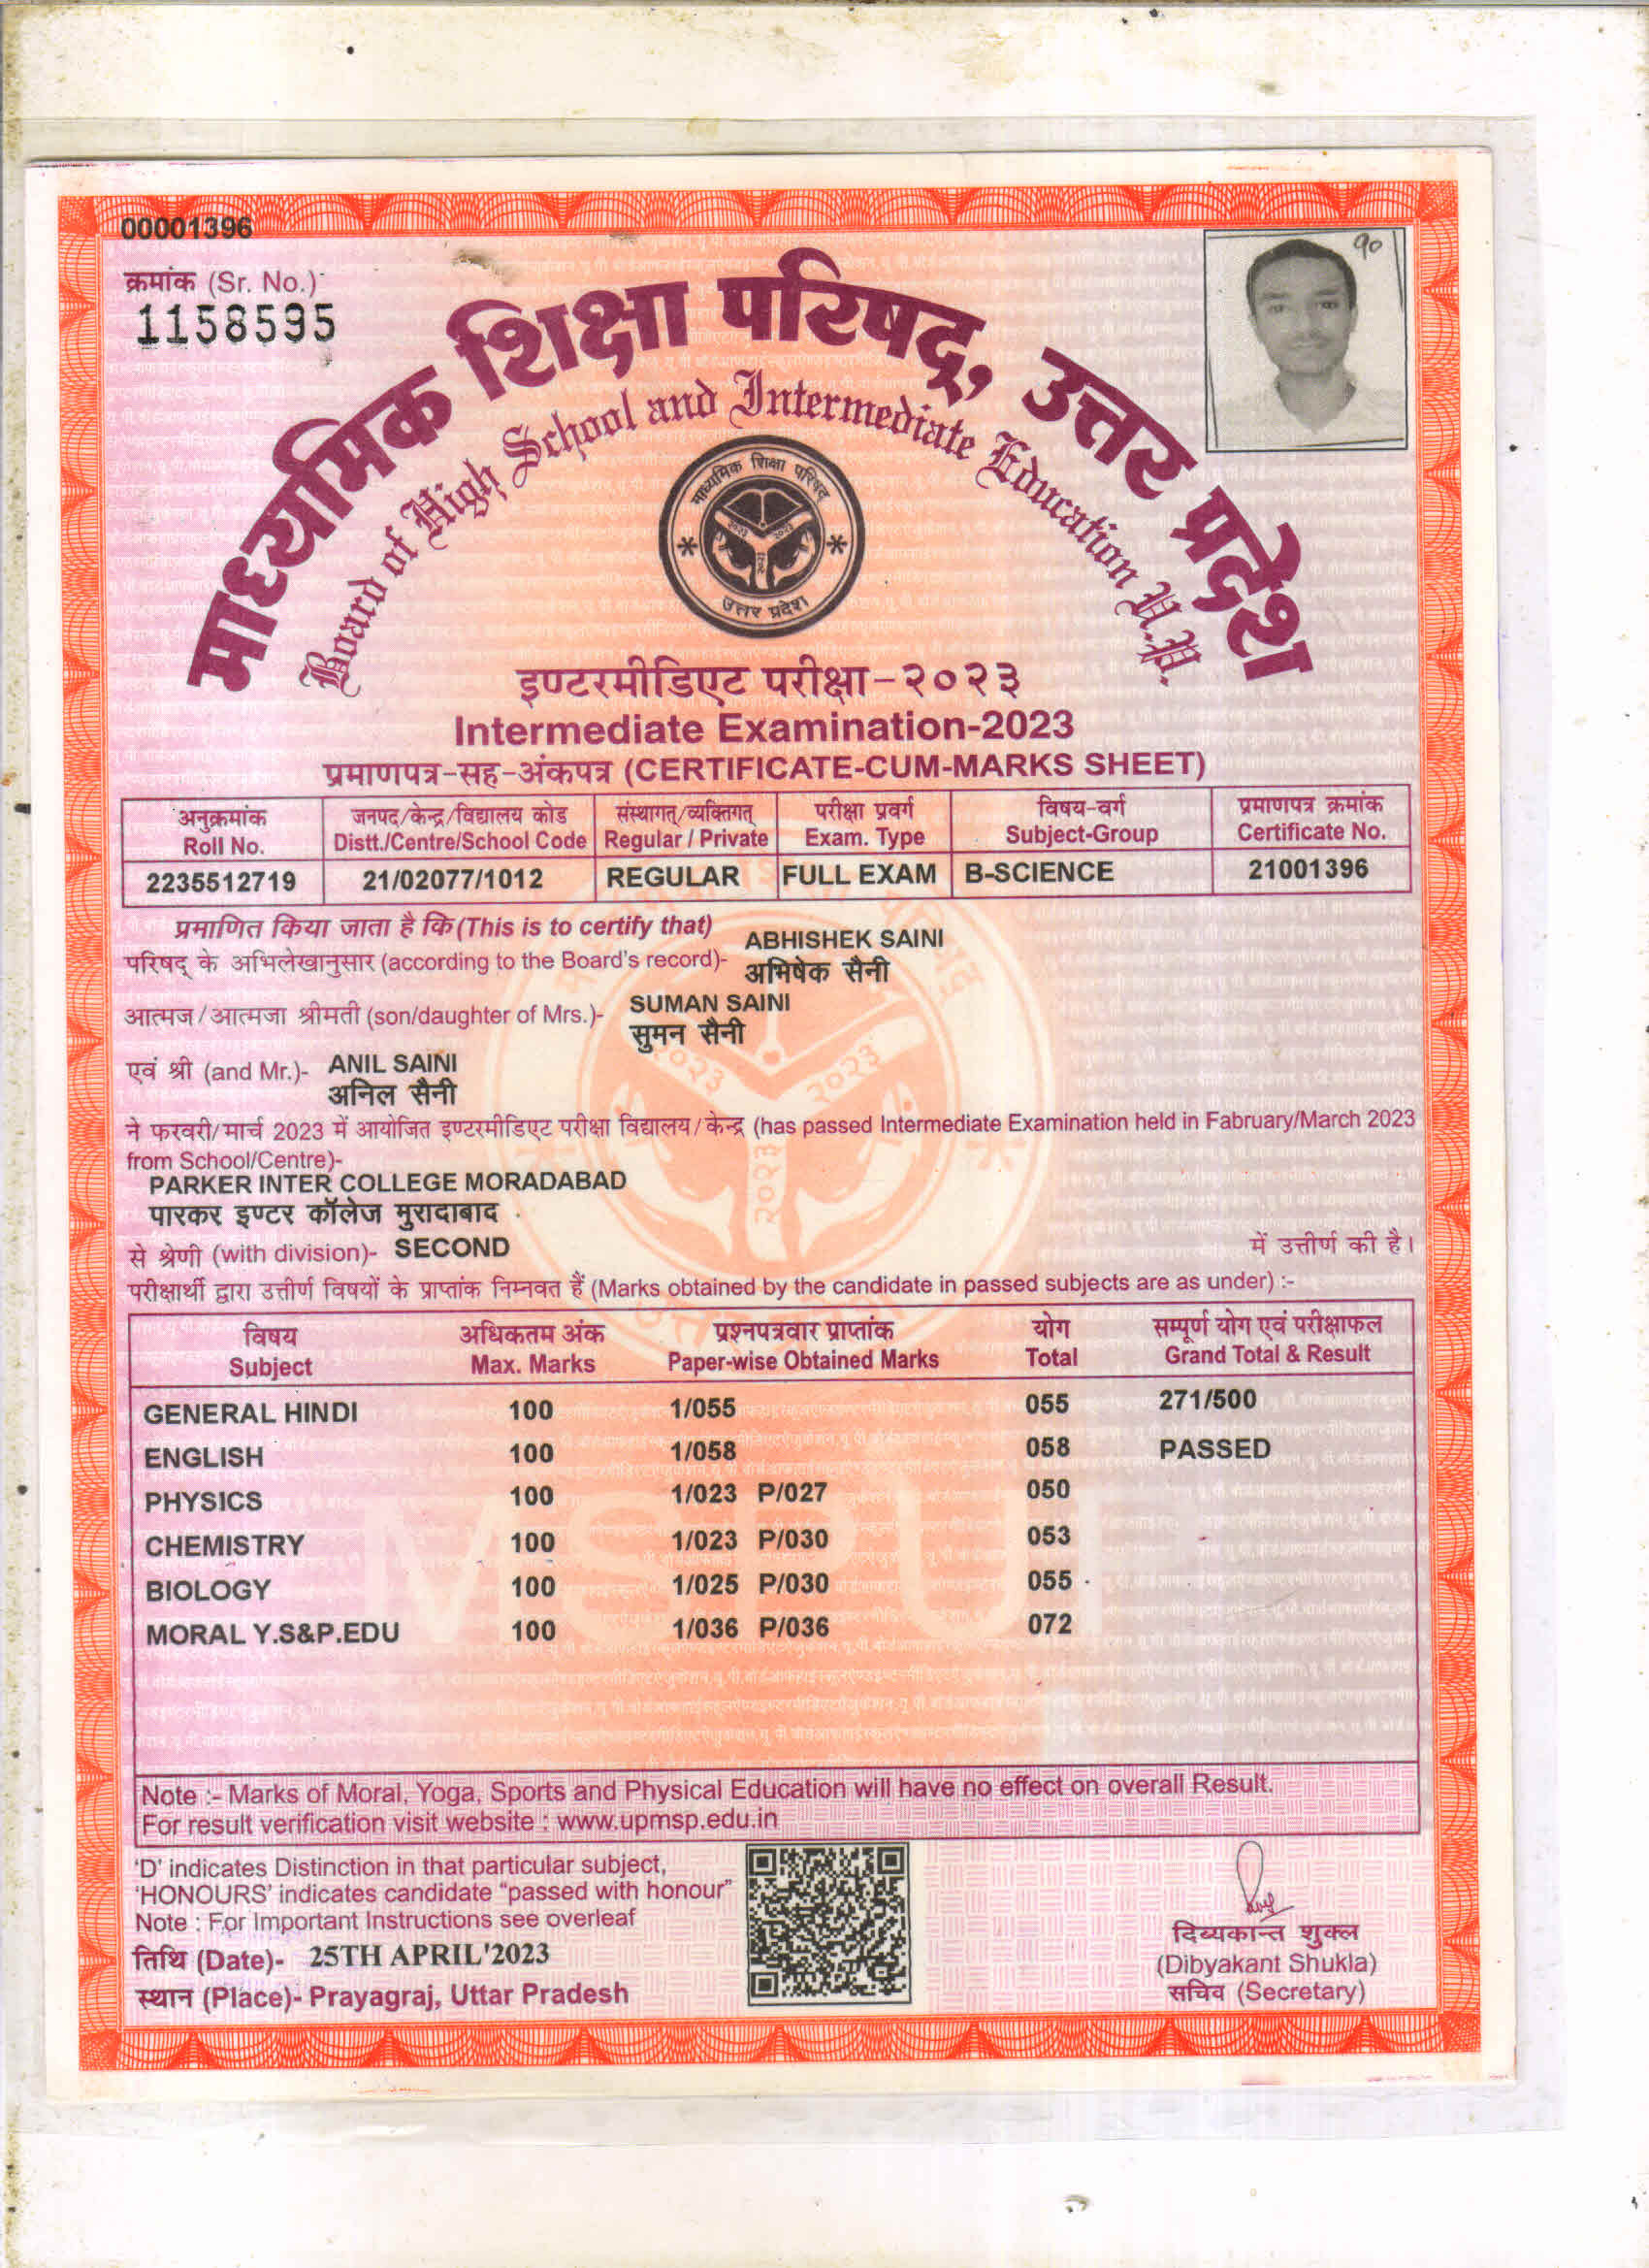 00001396
क्रमांक (Sr. No.)
1158595
90
माध्यमिक शिक्षा परिषद्, उत्तर प्रदेश
Board of High School and Intermediate Education U.P.
माध्यमिक शिक्षा परिषद
उत्तर प्रदेश
इण्टरमीडिएट परीक्षा-२०२३
Intermediate Examination-2023
प्रमाणपत्र-सह-अंकपत्र (CERTIFICATE-CUM-MARKS SHEET)
अनुक्रमांक जनपद/केन्द्र/विद्यालय कोड संस्थागत्/व्यक्तिगत् परीक्षा प्रवर्ग विषय-वर्ग प्रमाणपत्र क्रमांक
Roll No. Distt./Centre/School Code Regular / Private Exam. Type Subject-Group Certificate No.
2235512719 21/02077/1012 REGULAR FULL EXAM B-SCIENCE 21001396
प्रमाणित किया जाता है कि (This is to certify that) ABHISHEK SAINI
परिषद् के अभिलेखानुसार (according to the Board's record)- अभिषेक सैनी
आत्मज/आत्मजा श्रीमती (son/daughter of Mrs.)- SUMAN SAINI
सुमन सैनी
एवं श्री (and Mr.)- ANIL SAINI
अनिल सैनी
ने फरवरी/मार्च 2023 में आयोजित इण्टरमीडिएट परीक्षा विद्यालय/केन्द्र (has passed Intermediate Examination held in Fabruary/March 2023
from School/Centre)-
PARKER INTER COLLEGE MORADABAD
पारकर इण्टर कॉलेज मुरादाबाद
से श्रेणी (with division)- SECOND में उत्तीर्ण की है।
परीक्षार्थी द्वारा उत्तीर्ण विषयों के प्राप्तांक निम्नवत हैं (Marks obtained by the candidate in passed subjects are as under) :-
विषय अधिकतम अंक प्रश्नपत्रवार प्राप्तांक योग सम्पूर्ण योग एवं परीक्षाफल
Subject Max. Marks Paper-wise Obtained Marks Total Grand Total & Result
GENERAL HINDI 100 1/055 055 271/500
ENGLISH 100 1/058 058 PASSED
PHYSICS 100 1/023 P/027 050
CHEMISTRY 100 1/023 P/030 053
BIOLOGY 100 1/025 P/030 055
MORAL Y.S&P.EDU 100 1/036 P/036 072
Note :- Marks of Moral, Yoga, Sports and Physical Education will have no effect on overall Result.
For result verification visit website : www.upmsp.edu.in
'D' indicates Distinction in that particular subject,
'HONOURS' indicates candidate "passed with honour"
Note : For Important Instructions see overleaf
तिथि (Date)- 25TH APRIL'2023
स्थान (Place)- Prayagraj, Uttar Pradesh
दिव्यकान्त शुक्ल
(Dibyakant Shukla)
सचिव (Secretary)